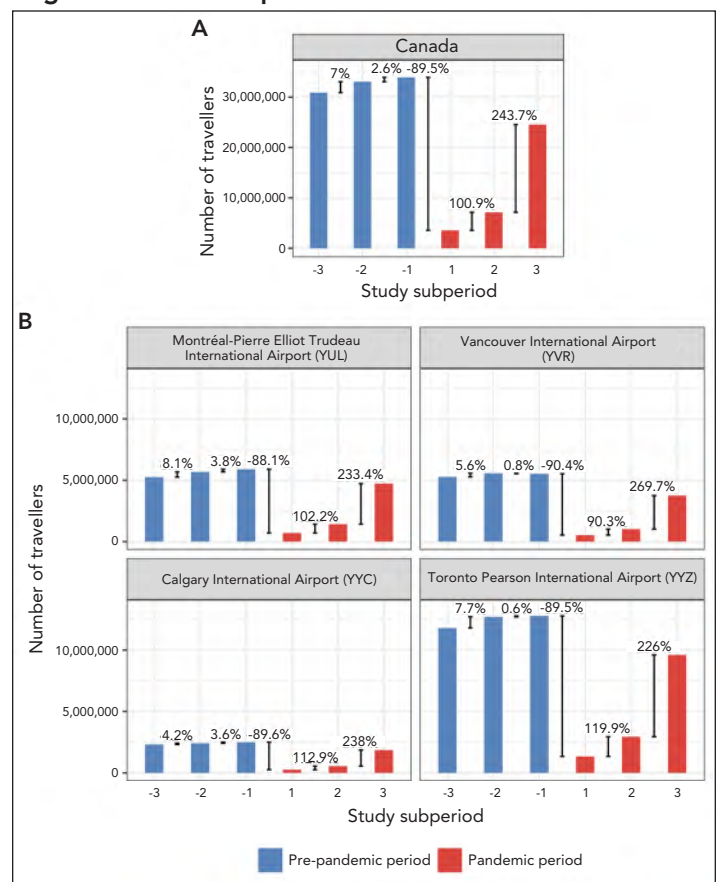 A
Canada
7%
2.6%
-89.5%
243.7%
100.9%
30,000,000
20,000,000
10,000,000
0
Number of travellers
-3 -2 -1 1 2 3
Study subperiod
B
Montréal-Pierre Elliot Trudeau
International Airport (YUL)
Vancouver International Airport
(YVR)
10,000,000
5,000,000
0
8.1% 3.8% -88.1%
233.4%
102.2%
5.6% 0.8% -90.4%
269.7%
90.3%
Calgary International Airport (YYC)
Toronto Pearson International Airport (YYZ)
10,000,000
5,000,000
0
4.2% 3.6% -89.6%
238%
112.9%
7.7% 0.6% -89.5%
226%
119.9%
Number of travellers
-3 -2 -1 1 2 3
-3 -2 -1 1 2 3
Study subperiod
Pre-pandemic period
Pandemic period